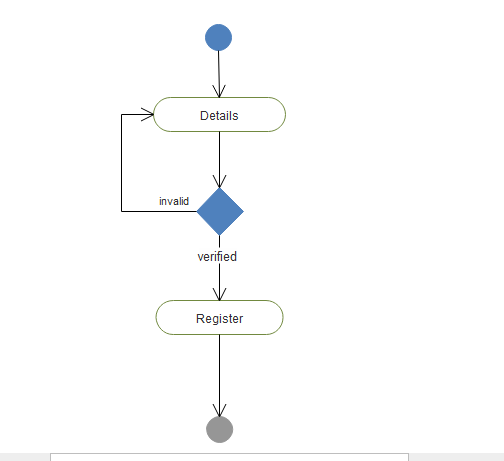 Details
invalid
verified
Register